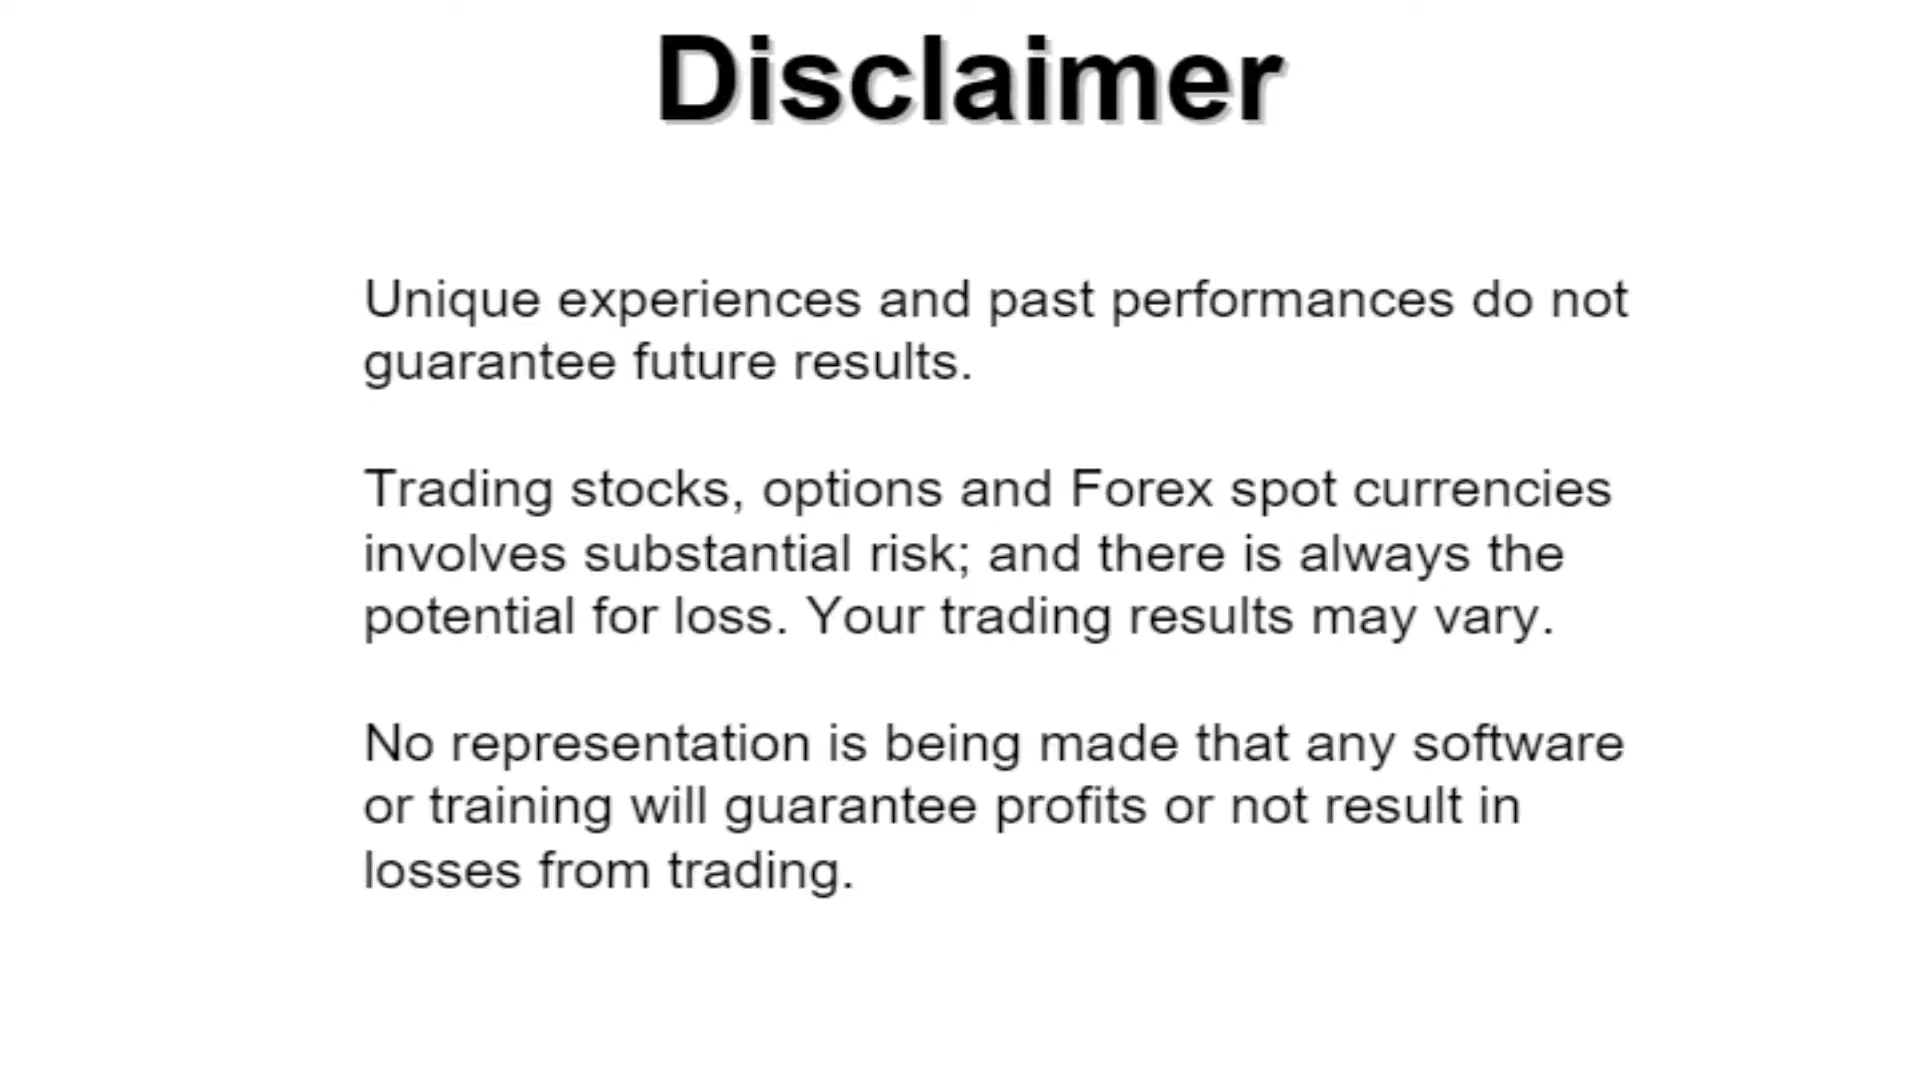 Disclaimer
Unique experiences and past performances do not
guarantee future results.
Trading stocks, options and Forex spot currencies
involves substantial risk; and there is always the
potential for loss. Your trading results may vary.
No representation is being made that any software
or training will guarantee profits or not result in
losses from trading.